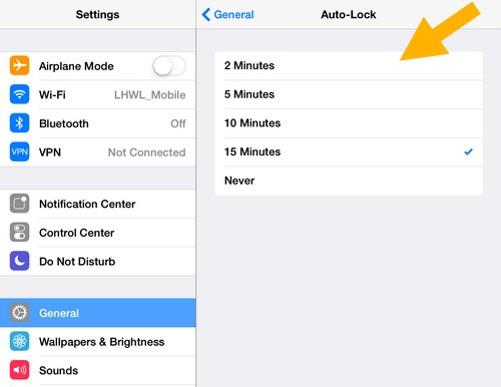 Settings
Airplane Mode
Wi-Fi LHWL_Mobile
Bluetooth Off
VPN VPN Not Connected
Notification Center
Control Center
Do Not Disturb
General
Wallpapers & Brightness
Sounds
General Auto-Lock
2 Minutes
5 Minutes
10 Minutes
15 Minutes
Never